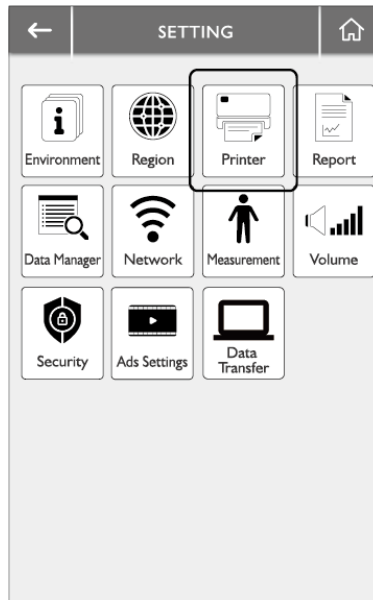 SETTING
Environment
Region
Printer
Report
Data Manager
Network
Measurement
Volume
Security
Ads Settings
Data
Transfer